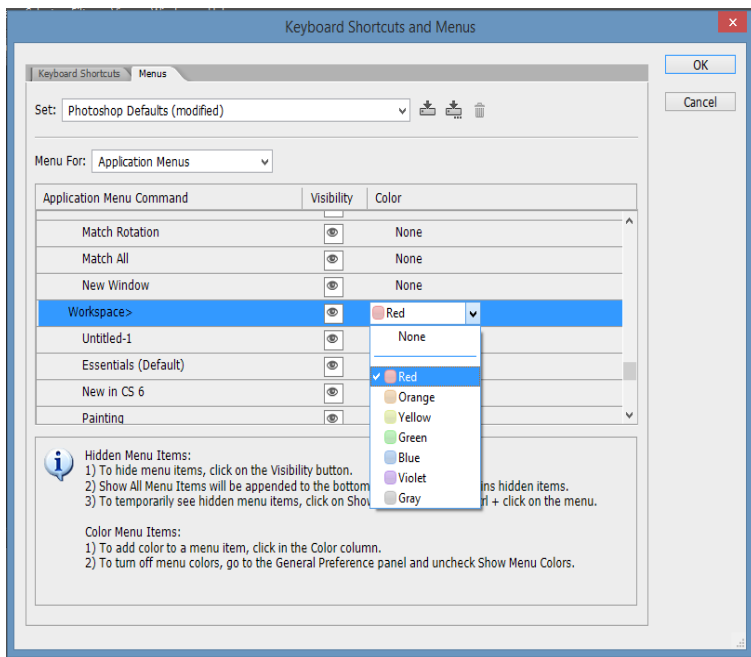 Keyboard Shortcuts and Menus
Keyboard Shortcuts Menus
OK
Set: Photoshop Defaults (modified)
Cancel
Menu For: Application Menus
Application Menu Command Visibility Color
Match Rotation None
Match All None
New Window None
Workspace> Red
Untitled-1 None
Essentials (Default)
Red
New in CS 6 Orange
Painting Yellow
Green
Blue
Violet
Gray
Hidden Menu Items:
1) To hide menu items, click on the Visibility button.
2) Show All Menu Items will be appended to the bottom ins hidden items.
3) To temporarily see hidden menu items, click on Sho rl + click on the menu.
Color Menu Items:
1) To add color to a menu item, click in the Color column.
2) To turn off menu colors, go to the General Preference panel and uncheck Show Menu Colors.